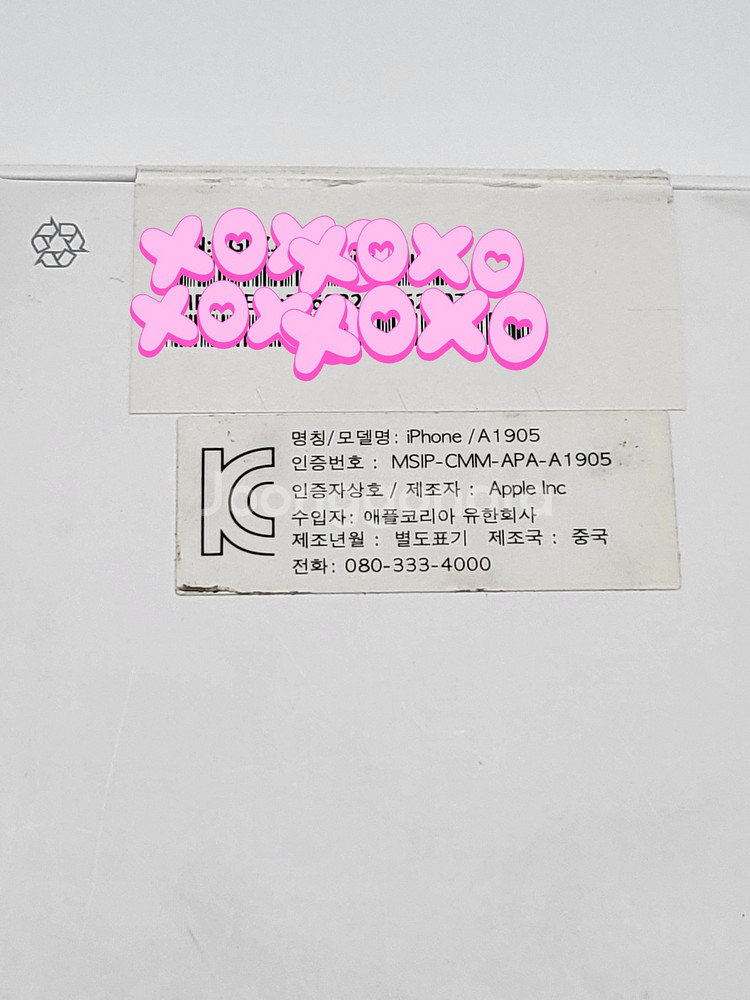 XOXOXO
XOXOXO
명칭/모델명: iPhone /A1905
인증번호 : MSIP-CMM-APA-A1905
인증자상호 / 제조자 : Apple Inc
수입자: 애플코리아 유한회사
제조년월 : 별도표기 제조국 : 중국
전화: 080-333-4000